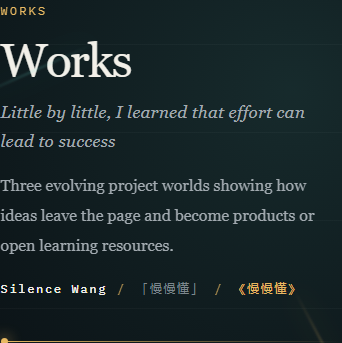 WORKS
Works
Little by little, I learned that effort can
lead to success
Three evolving project worlds showing how
ideas leave the page and become products or
open learning resources.
Silence Wang / 「慢慢懂」 / 《慢慢懂》